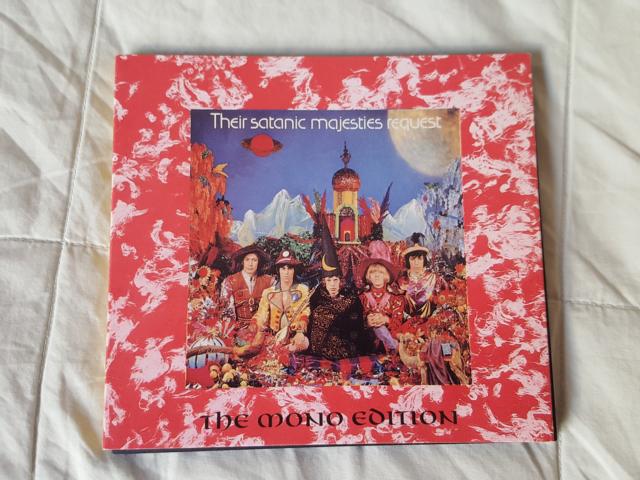 Their satanic majesties request
THE MONO EDITION